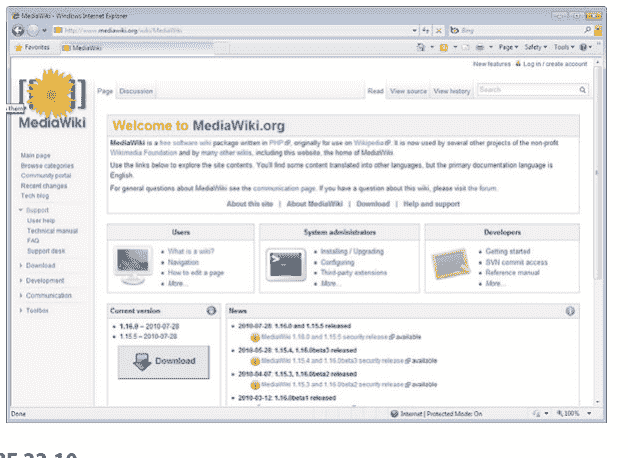 MediaWiki - Windows Internet Explorer
http://www.mediawiki.org/wiki/MediaWiki
Bing
Favorites MediaWiki
Page Safety Tools
New features Log in / create account
Page Discussion Read View source View history Search
MediaWiki
Welcome to MediaWiki.org
MediaWiki is a free software wiki package written in PHP, originally for use on Wikipedia. It is now used by several other projects of the non-profit
Wikimedia Foundation and by many other wikis, including this website, the home of MediaWiki.
Use the links below to explore the site contents. You'll find some content translated into other languages, but the primary documentation language is
English.
For general questions about MediaWiki see the communication page. If you have a question about this wiki, please visit the forum.
About this site | About MediaWiki | Download | Help and support
Main page
Browse categories
Community portal
Recent changes
Tech blog
Support
User help
Technical manual
FAQ
Support desk
Download
Development
Communication
Toolbox
Users
What is a wiki?
Navigation
How to edit a page
More...
System administrators
Installing / Upgrading
Configuring
Third-party extensions
More...
Developers
Getting started
SVN commit access
Reference manual
More...
Current version
1.16.0 – 2010-07-28
1.15.5 – 2010-07-28
Download
News
2010-07-28: 1.16.0 and 1.15.5 released
MediaWiki 1.16.0 and 1.15.5 security release available
2010-05-28: 1.15.4, 1.16.0beta3 released
MediaWiki 1.15.4 and 1.16.0beta3 security release available
2010-04-07: 1.15.3, 1.16.0beta2 released
MediaWiki 1.15.3 and 1.16.0beta2 security release available
2010-03-12: 1.16.0beta1 released
Done Internet | Protected Mode: On 100%